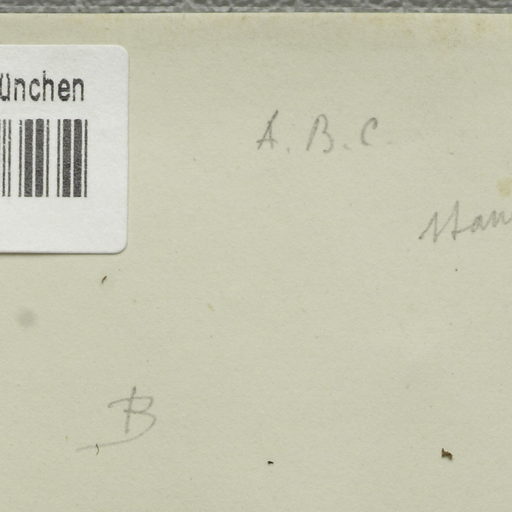 ünchen
A. B. C.
B